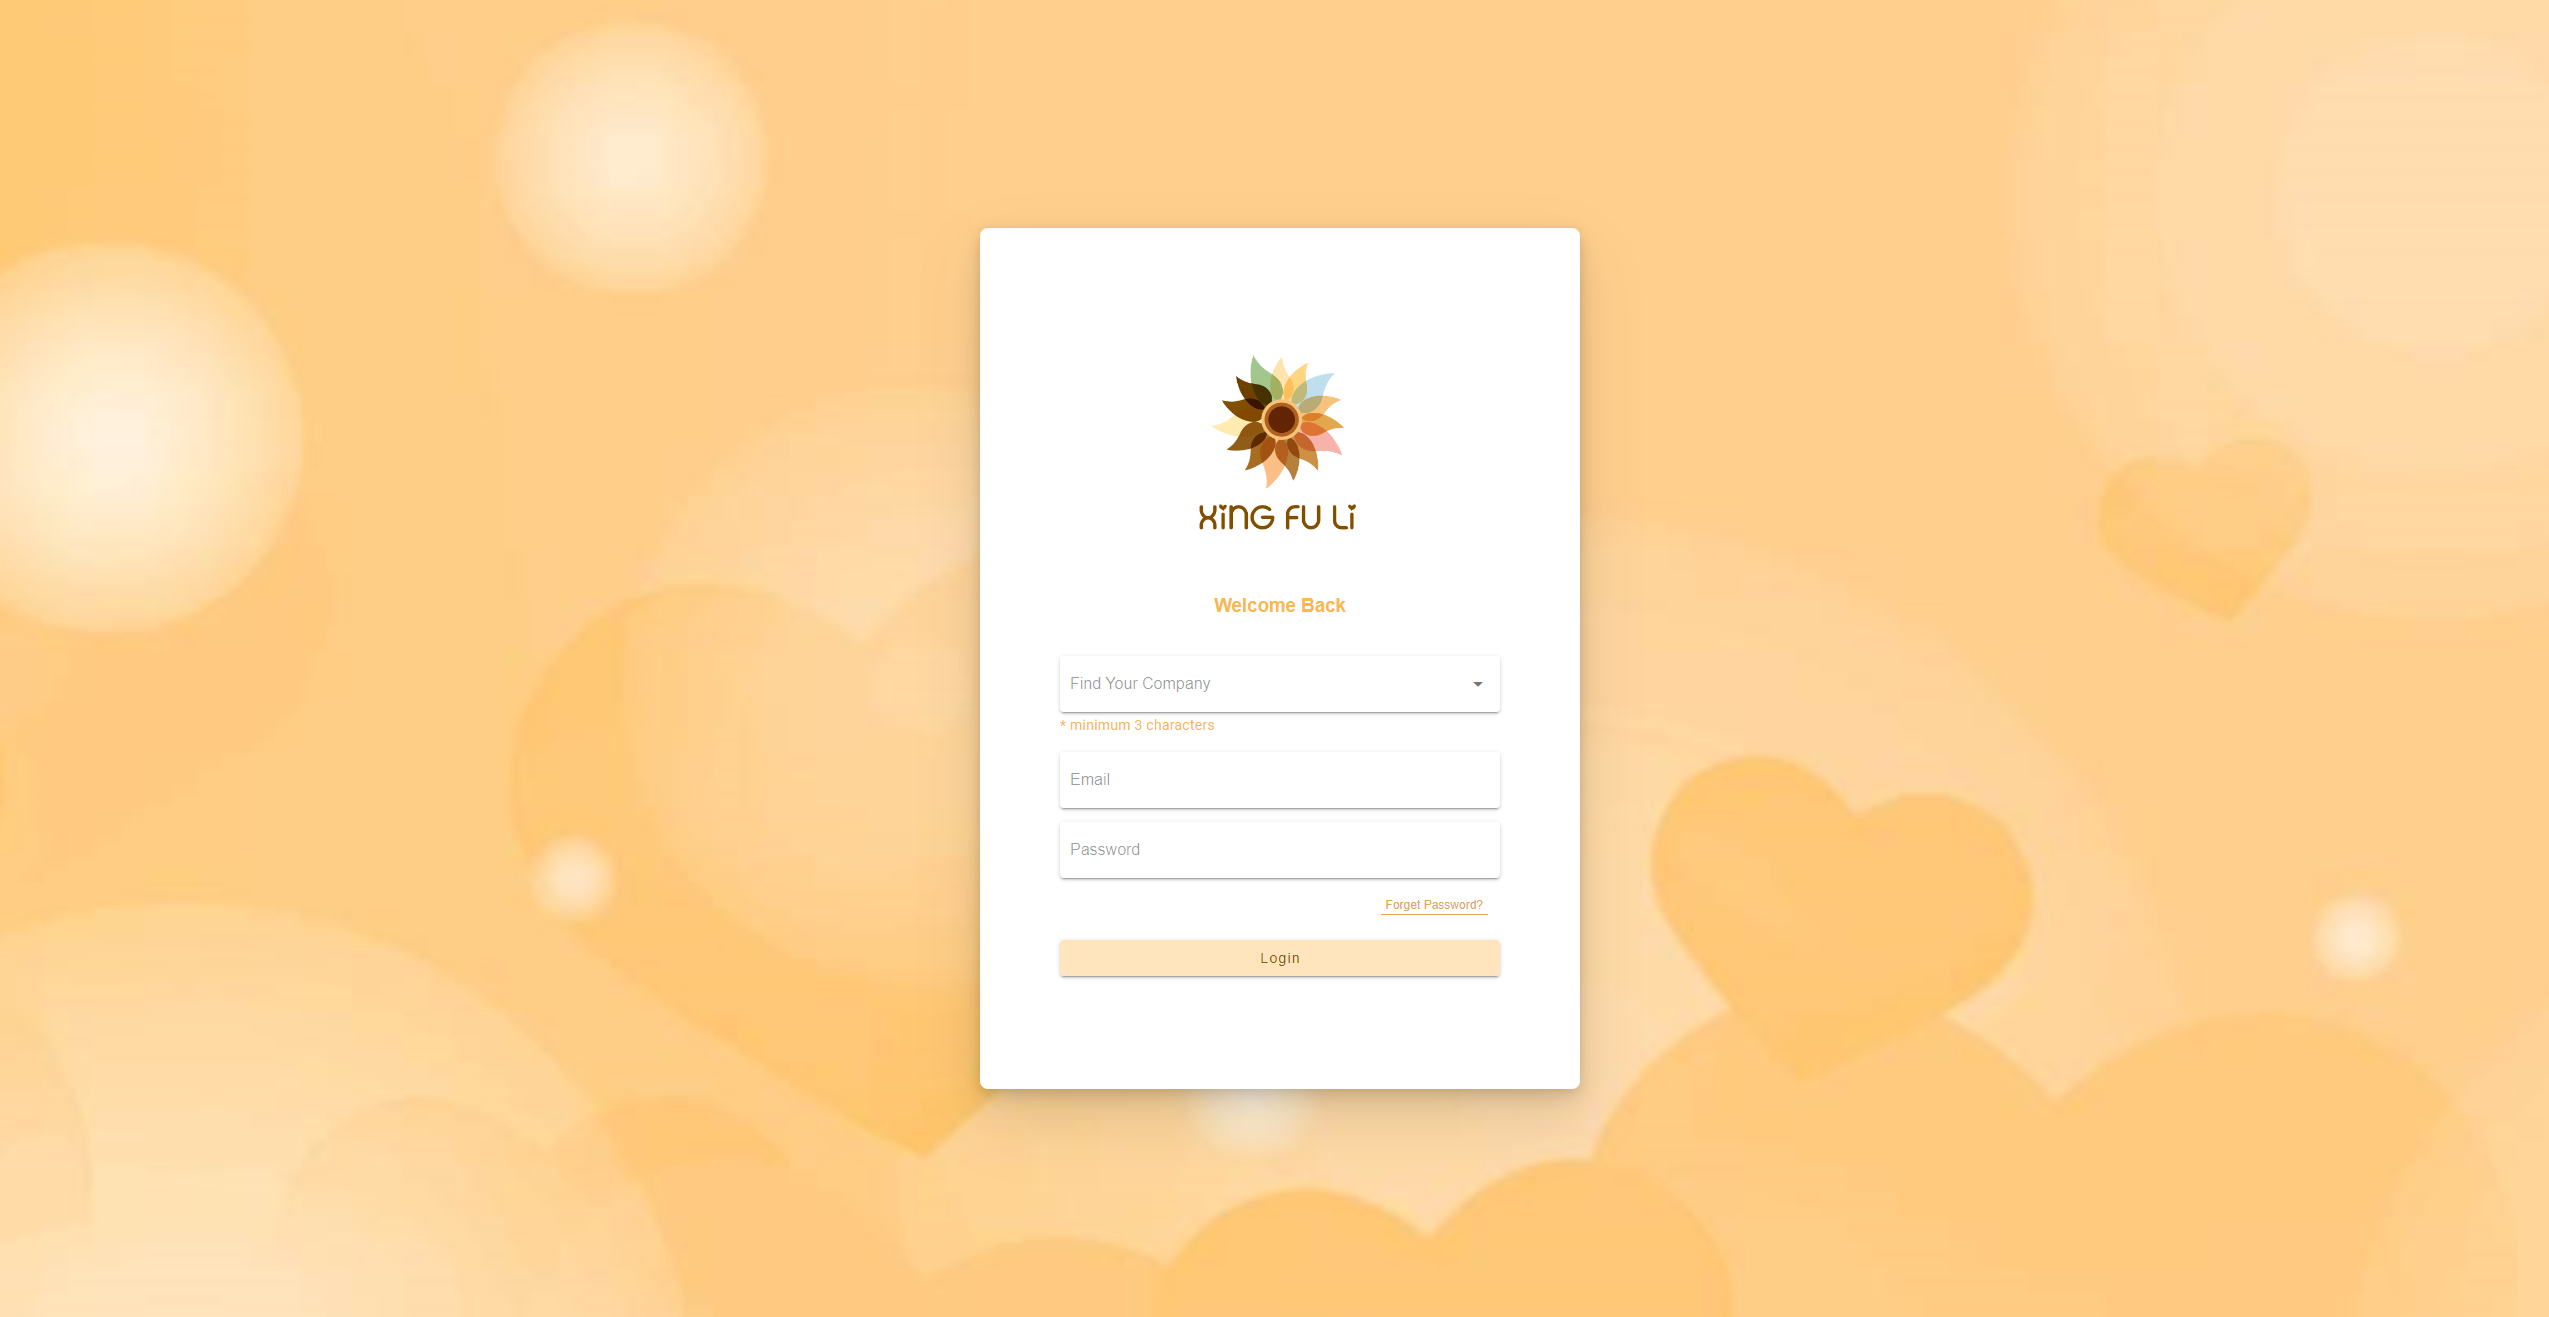 XiNG FU Li
Welcome Back
Find Your Company
* minimum 3 characters
Email
Password
Forget Password?
Login